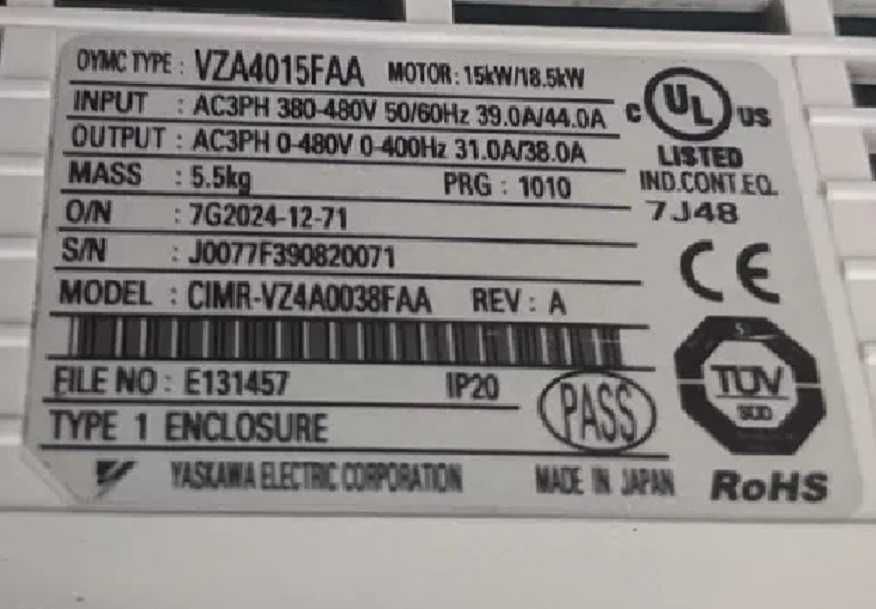 OYMC TYPE : VZA4015FAA MOTOR : 15kW/18.5kW
INPUT : AC3PH 380-480V 50/60Hz 39.0A/44.0A
OUTPUT : AC3PH 0-480V 0-400Hz 31.0A/38.0A
MASS : 5.5kg PRG : 1010
O/N : 7G2024-12-71
S/N : J0077F390820071
MODEL : CIMR-VZ4A0038FAA REV : A
FILE NO : E131457 IP20
TYPE 1 ENCLOSURE
PASS
YASKAWA ELECTRIC CORPORATION MADE IN JAPAN
C UL US
LISTED
IND.CONT.EQ.
7J48
CE
TÜV
SÜD
RoHS